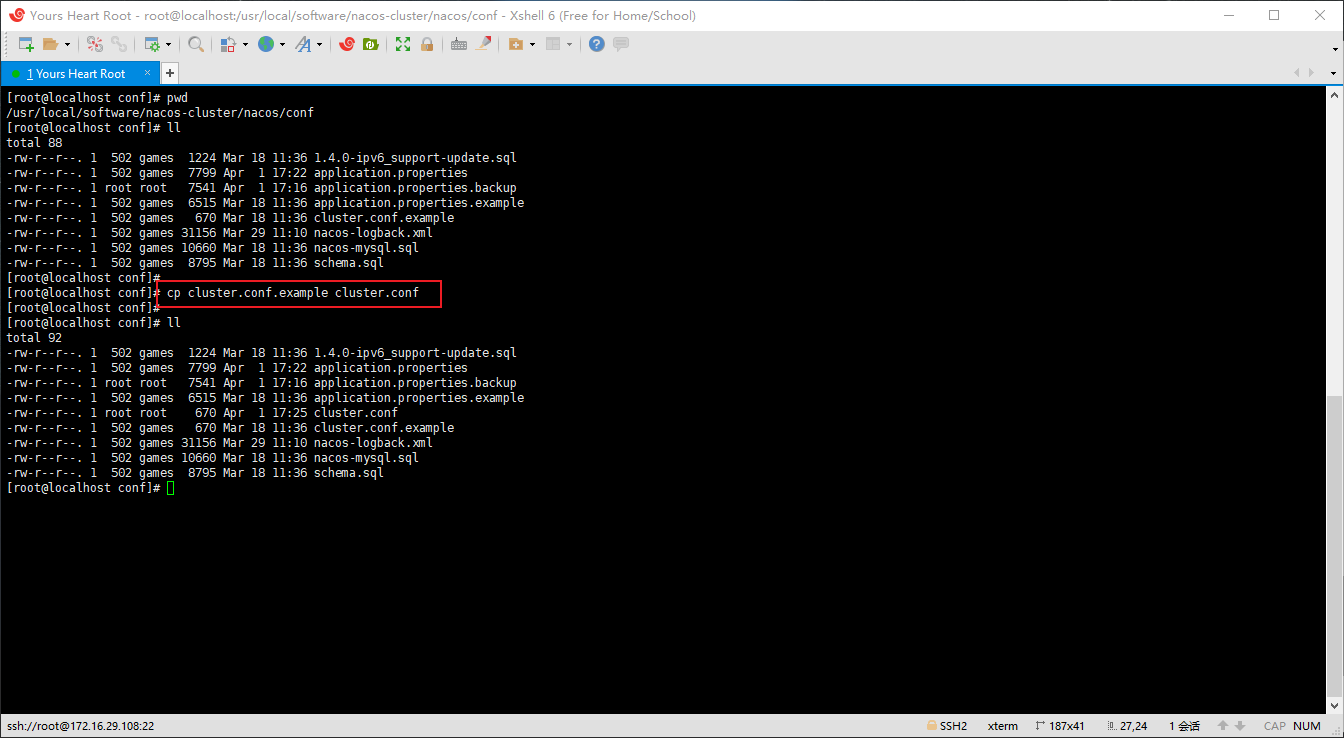 Yours Heart Root - root@localhost:/usr/local/software/nacos-cluster/nacos/conf - Xshell 6 (Free for Home/School)
1 Yours Heart Root × +
[root@localhost conf]# pwd
/usr/local/software/nacos-cluster/nacos/conf
[root@localhost conf]# ll
total 88
-rw-r--r--. 1  502 games  1224 Mar 18 11:36 1.4.0-ipv6_support-update.sql
-rw-r--r--. 1  502 games  7799 Apr  1 17:22 application.properties
-rw-r--r--. 1 root root   7541 Apr  1 17:16 application.properties.backup
-rw-r--r--. 1  502 games  6515 Mar 18 11:36 application.properties.example
-rw-r--r--. 1  502 games   670 Mar 18 11:36 cluster.conf.example
-rw-r--r--. 1  502 games 31156 Mar 29 11:10 nacos-logback.xml
-rw-r--r--. 1  502 games 10660 Mar 18 11:36 nacos-mysql.sql
-rw-r--r--. 1  502 games  8795 Mar 18 11:36 schema.sql
[root@localhost conf]#
[root@localhost conf]# cp cluster.conf.example cluster.conf
[root@localhost conf]#
[root@localhost conf]# ll
total 92
-rw-r--r--. 1  502 games  1224 Mar 18 11:36 1.4.0-ipv6_support-update.sql
-rw-r--r--. 1  502 games  7799 Apr  1 17:22 application.properties
-rw-r--r--. 1 root root   7541 Apr  1 17:16 application.properties.backup
-rw-r--r--. 1  502 games  6515 Mar 18 11:36 application.properties.example
-rw-r--r--. 1 root root    670 Apr  1 17:25 cluster.conf
-rw-r--r--. 1  502 games   670 Mar 18 11:36 cluster.conf.example
-rw-r--r--. 1  502 games 31156 Mar 29 11:10 nacos-logback.xml
-rw-r--r--. 1  502 games 10660 Mar 18 11:36 nacos-mysql.sql
-rw-r--r--. 1  502 games  8795 Mar 18 11:36 schema.sql
[root@localhost conf]#
ssh://root@172.16.29.108:22 SSH2 xterm 187x41 27,24 1 会话 CAP NUM